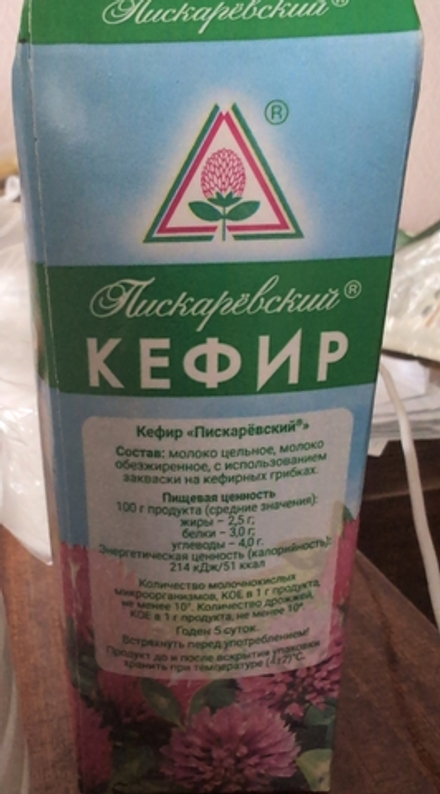 Пискарёвский®
®
Пискарёвский®
КЕФИР
Кефир «Пискарёвский®»
Состав: молоко цельное, молоко
обезжиренное, с использованием
закваски на кефирных грибках.
Пищевая ценность
100 г продукта (средние значения):
жиры – 2,5 г;
белки – 3,0 г;
углеводы – 4,0 г.
Энергетическая ценность (калорийность):
214 кДж/51 ккал
Количество молочнокислых
микроорганизмов, КОЕ в 1 г продукта,
не менее 10⁷. Количество дрожжей,
КОЕ в 1 г продукта, не менее 10⁴.
Годен 5 суток.
Встряхнуть перед употреблением!
Продукт до и после вскрытия упаковки
хранить при температуре (4±2)°С.